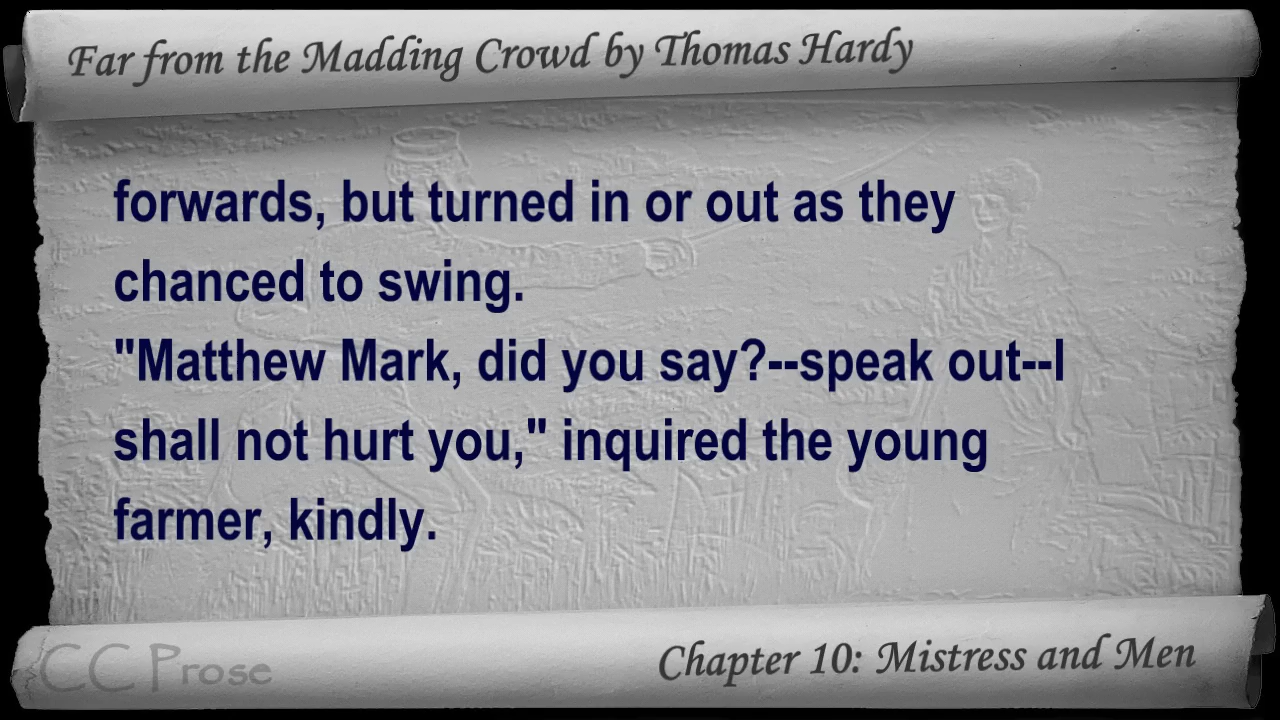 Far from the Madding Crowd by Thomas Hardy
forwards, but turned in or out as they
chanced to swing.
"Matthew Mark, did you say?--speak out--I
shall not hurt you," inquired the young
farmer, kindly.
CC Prose
Chapter 10: Mistress and Men